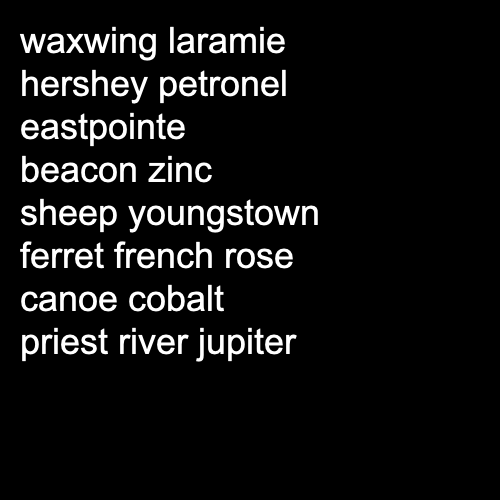 waxwing laramie
hershey petronel
eastpointe
beacon zinc
sheep youngstown
ferret french rose
canoe cobalt
priest river jupiter